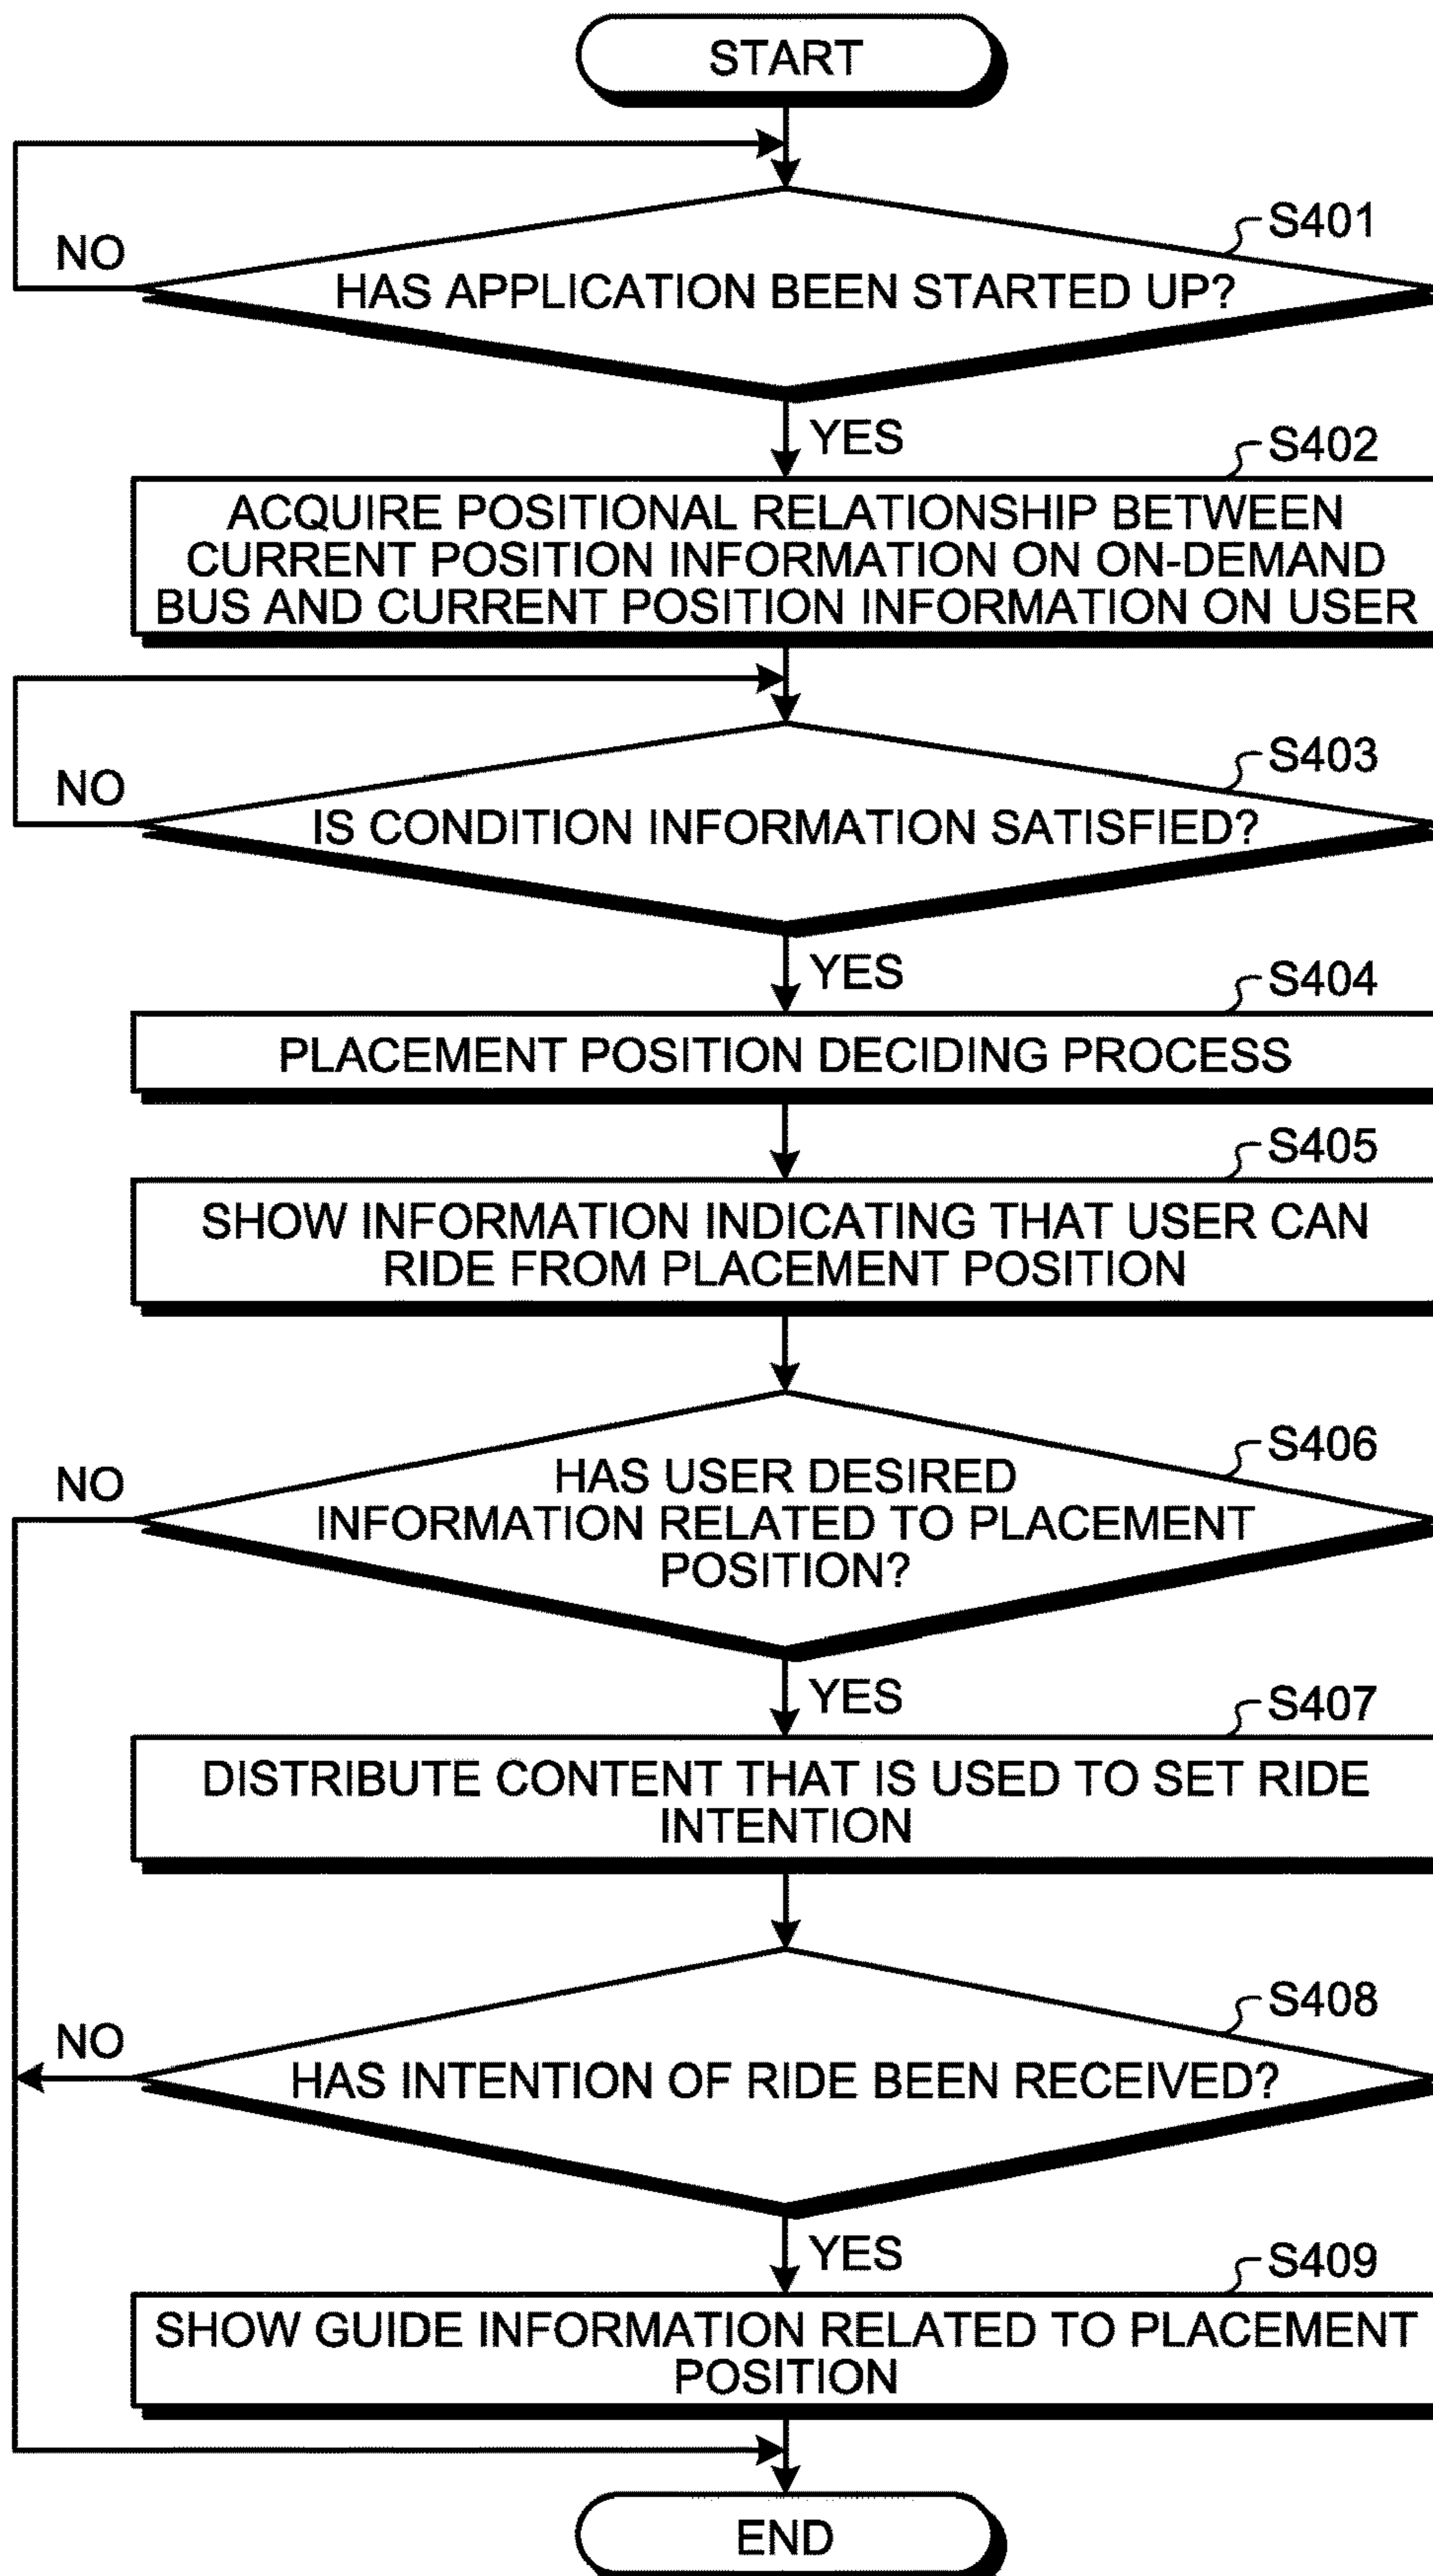 START
S401
NO
HAS APPLICATION BEEN STARTED UP?
YES
S402
ACQUIRE POSITIONAL RELATIONSHIP BETWEEN
CURRENT POSITION INFORMATION ON ON-DEMAND
BUS AND CURRENT POSITION INFORMATION ON USER
S403
NO
IS CONDITION INFORMATION SATISFIED?
YES
S404
PLACEMENT POSITION DECIDING PROCESS
S405
SHOW INFORMATION INDICATING THAT USER CAN
RIDE FROM PLACEMENT POSITION
S406
NO
HAS USER DESIRED
INFORMATION RELATED TO PLACEMENT
POSITION?
YES
S407
DISTRIBUTE CONTENT THAT IS USED TO SET RIDE
INTENTION
S408
NO
HAS INTENTION OF RIDE BEEN RECEIVED?
YES
S409
SHOW GUIDE INFORMATION RELATED TO PLACEMENT
POSITION
END